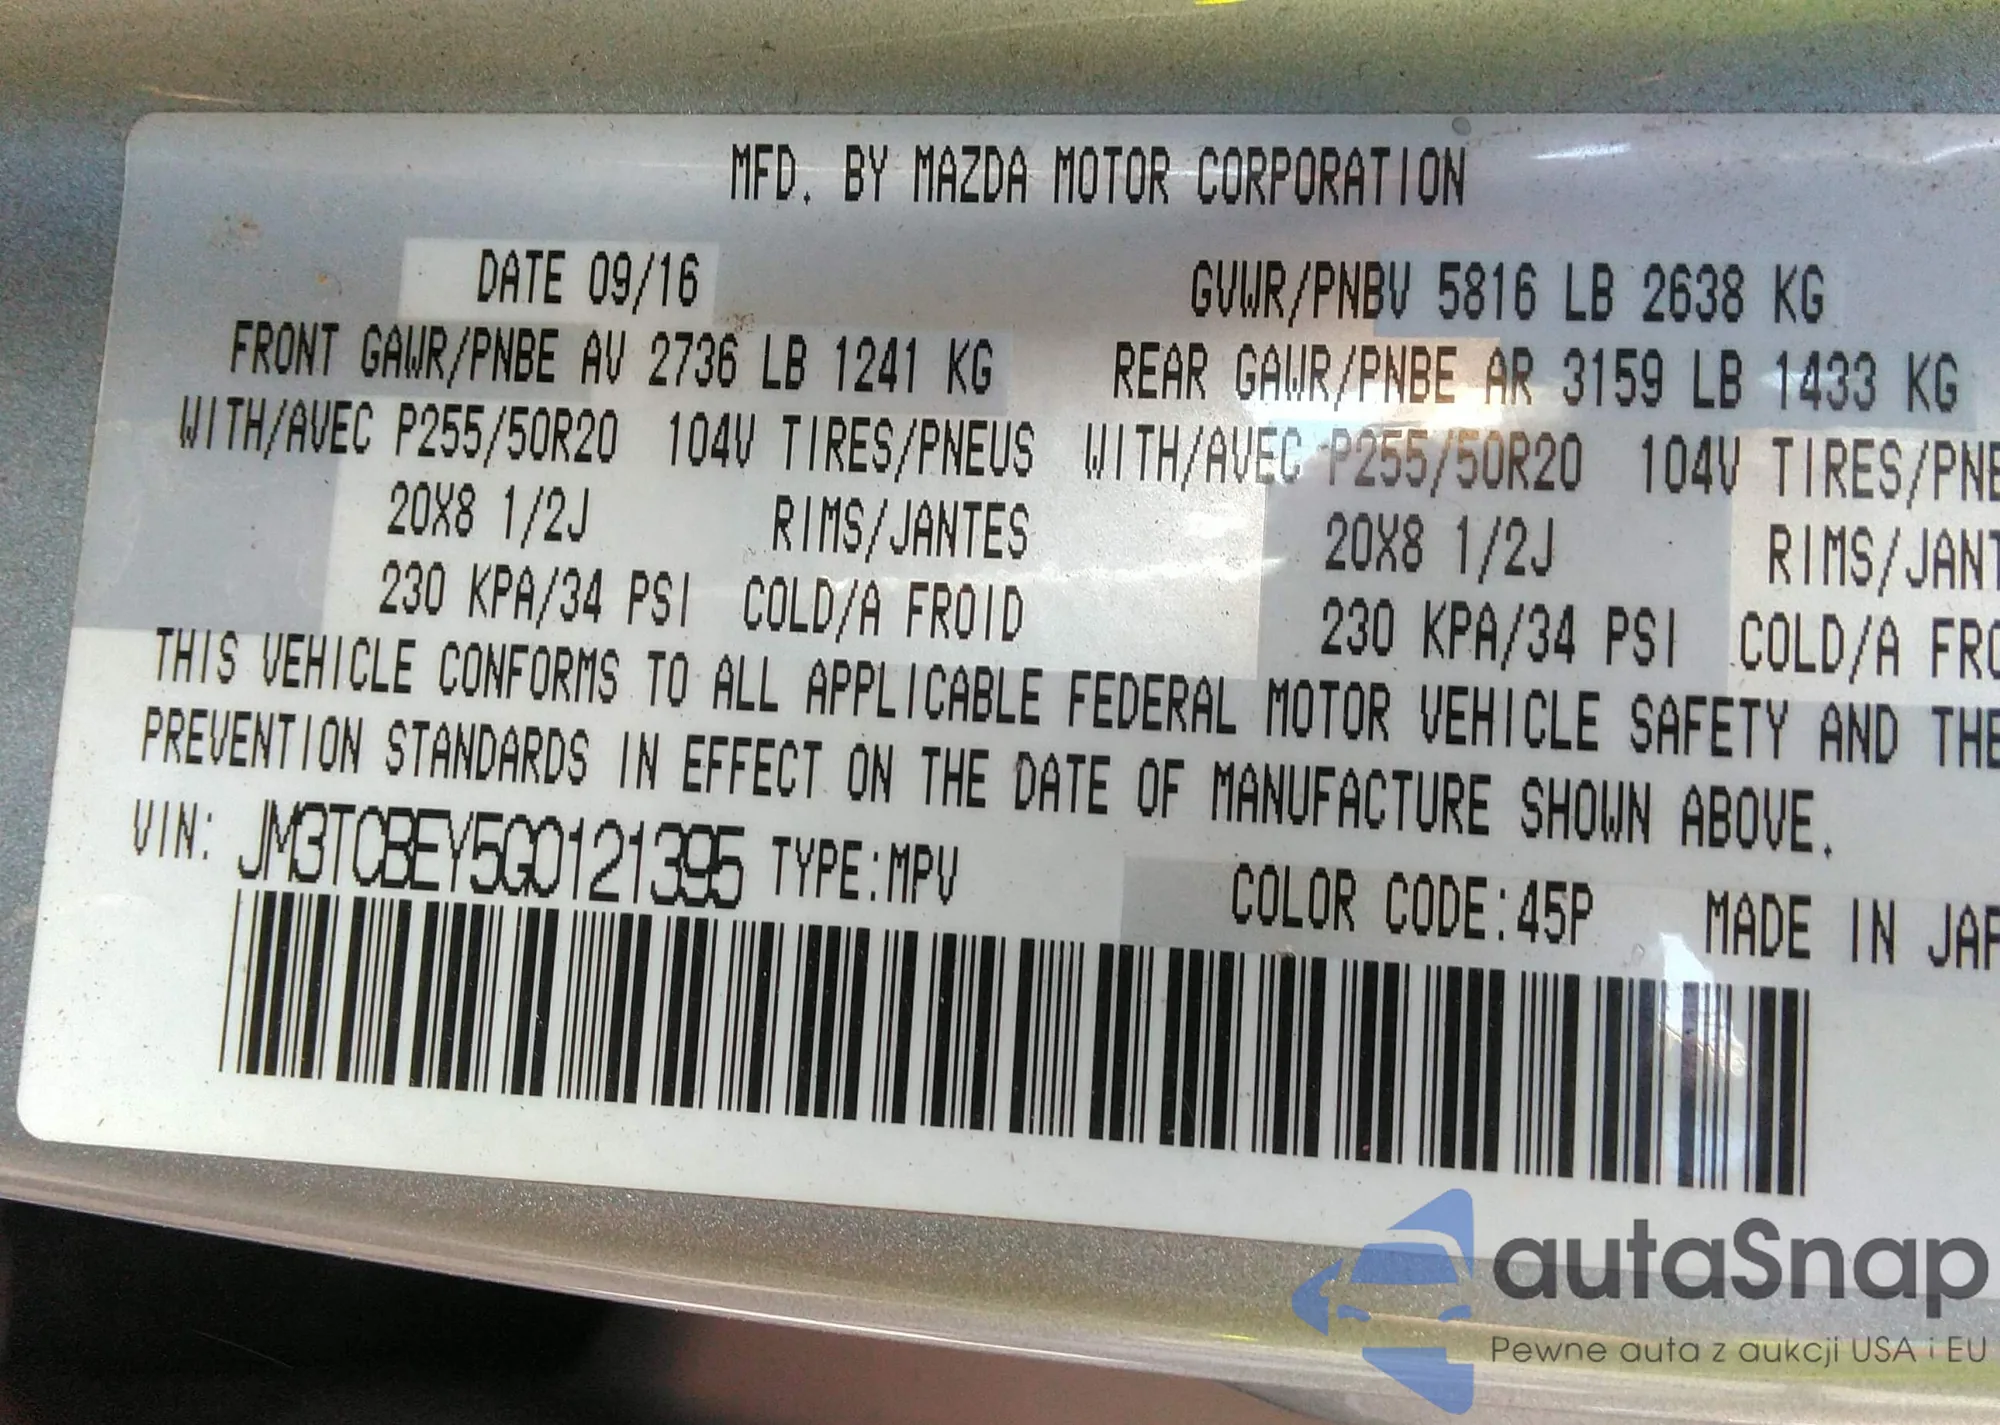 MFD. BY MAZDA MOTOR CORPORATION
DATE 09/16 GVWR/PNBV 5816 LB 2638 KG
FRONT GAWR/PNBE AV 2736 LB 1241 KG REAR GAWR/PNBE AR 3159 LB 1433 KG
WITH/AVEC P255/50R20 104V TIRES/PNEUS WITH/AVEC P255/50R20 104V TIRES/PNE
20X8 1/2J RIMS/JANTES 20X8 1/2J RIMS/JANT
230 KPA/34 PSI COLD/A FROID 230 KPA/34 PSI COLD/A FRO
THIS VEHICLE CONFORMS TO ALL APPLICABLE FEDERAL MOTOR VEHICLE SAFETY AND THE
PREVENTION STANDARDS IN EFFECT ON THE DATE OF MANUFACTURE SHOWN ABOVE.
VIN: JM3TCBEY5G0121395 TYPE:MPV COLOR CODE:45P MADE IN JAP
autaSnap
Pewne auta z aukcji USA i EU